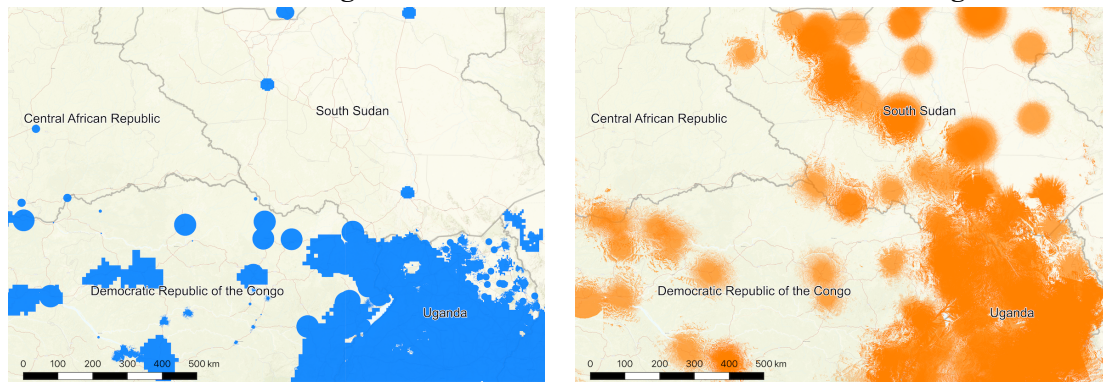 South Sudan
Central African Republic
Democratic Republic of the Congo
Uganda
0 100 200 300 400 500 km
South Sudan
Central African Republic
Democratic Republic of the Congo
Uganda
0 100 200 300 400 500 km